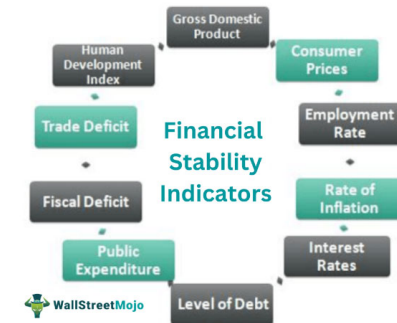 Gross Domestic
Product
Consumer
Prices
Employment
Rate
Rate of
Inflation
Interest
Rates
Level of Debt
Public
Expenditure
Fiscal Deficit
Trade Deficit
Human
Development
Index
Financial
Stability
Indicators
WallStreetMojo